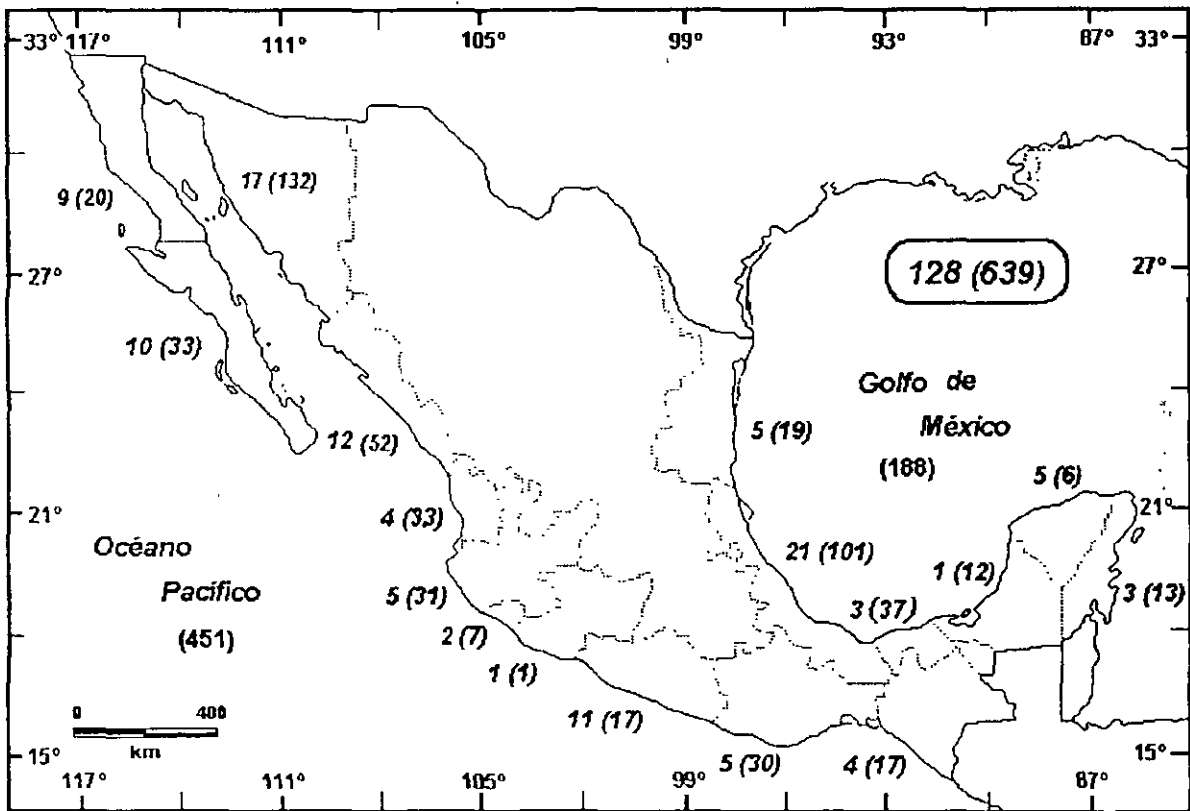 33° 117° 111° 105° 99° 93° 87° 33°
17 (132)
9 (20)
27° 128 (639) 27°
10 (33)
Golfo de
México
(188)
5 (19)
12 (52)
5 (6)
21° 4 (33) 21°
Océano
Pacífico
(451)
21 (101)
1 (12)
5 (31)
3 (37)
3 (13)
2 (7)
1 (1)
0 400
km
11 (17)
15° 5 (30) 4 (17) 15°
117° 111° 105° 99° 87°